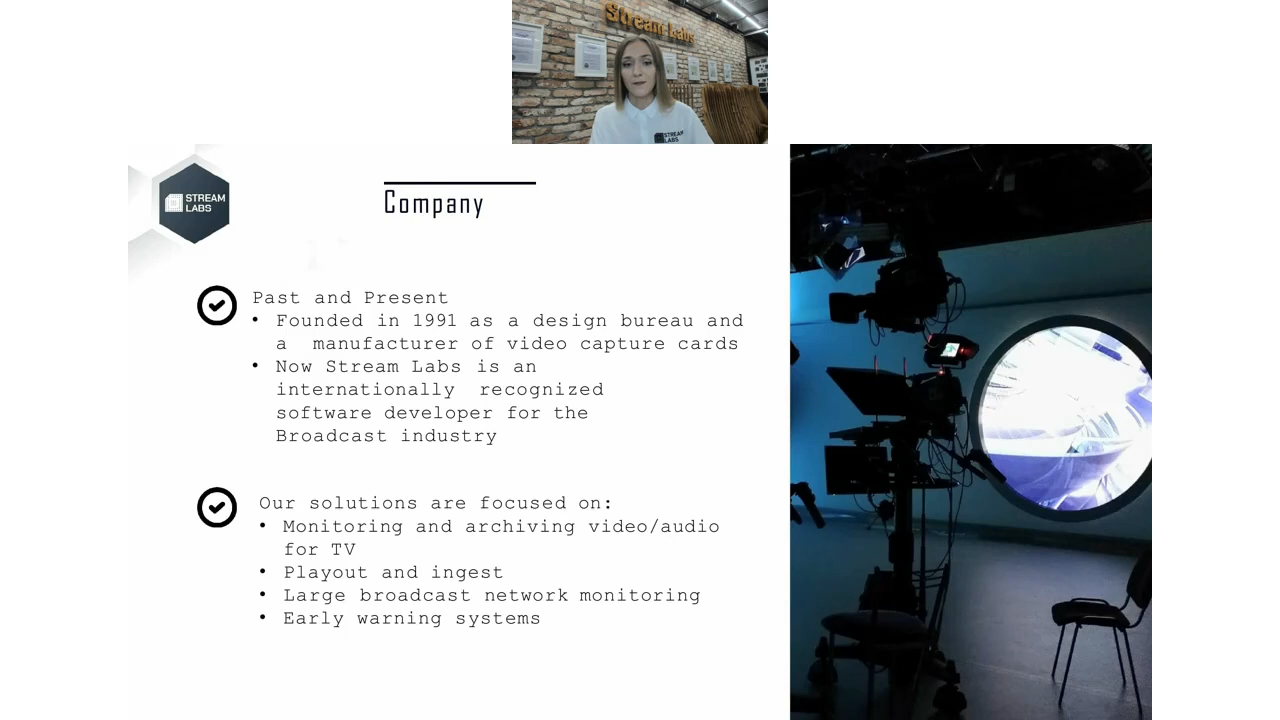 Stream Labs
STREAM
LABS
STREAM
LABS
Company
Past and Present
• Founded in 1991 as a design bureau and
a manufacturer of video capture cards
• Now Stream Labs is an
internationally recognized
software developer for the
Broadcast industry
Our solutions are focused on:
• Monitoring and archiving video/audio
for TV
• Playout and ingest
• Large broadcast network monitoring
• Early warning systems